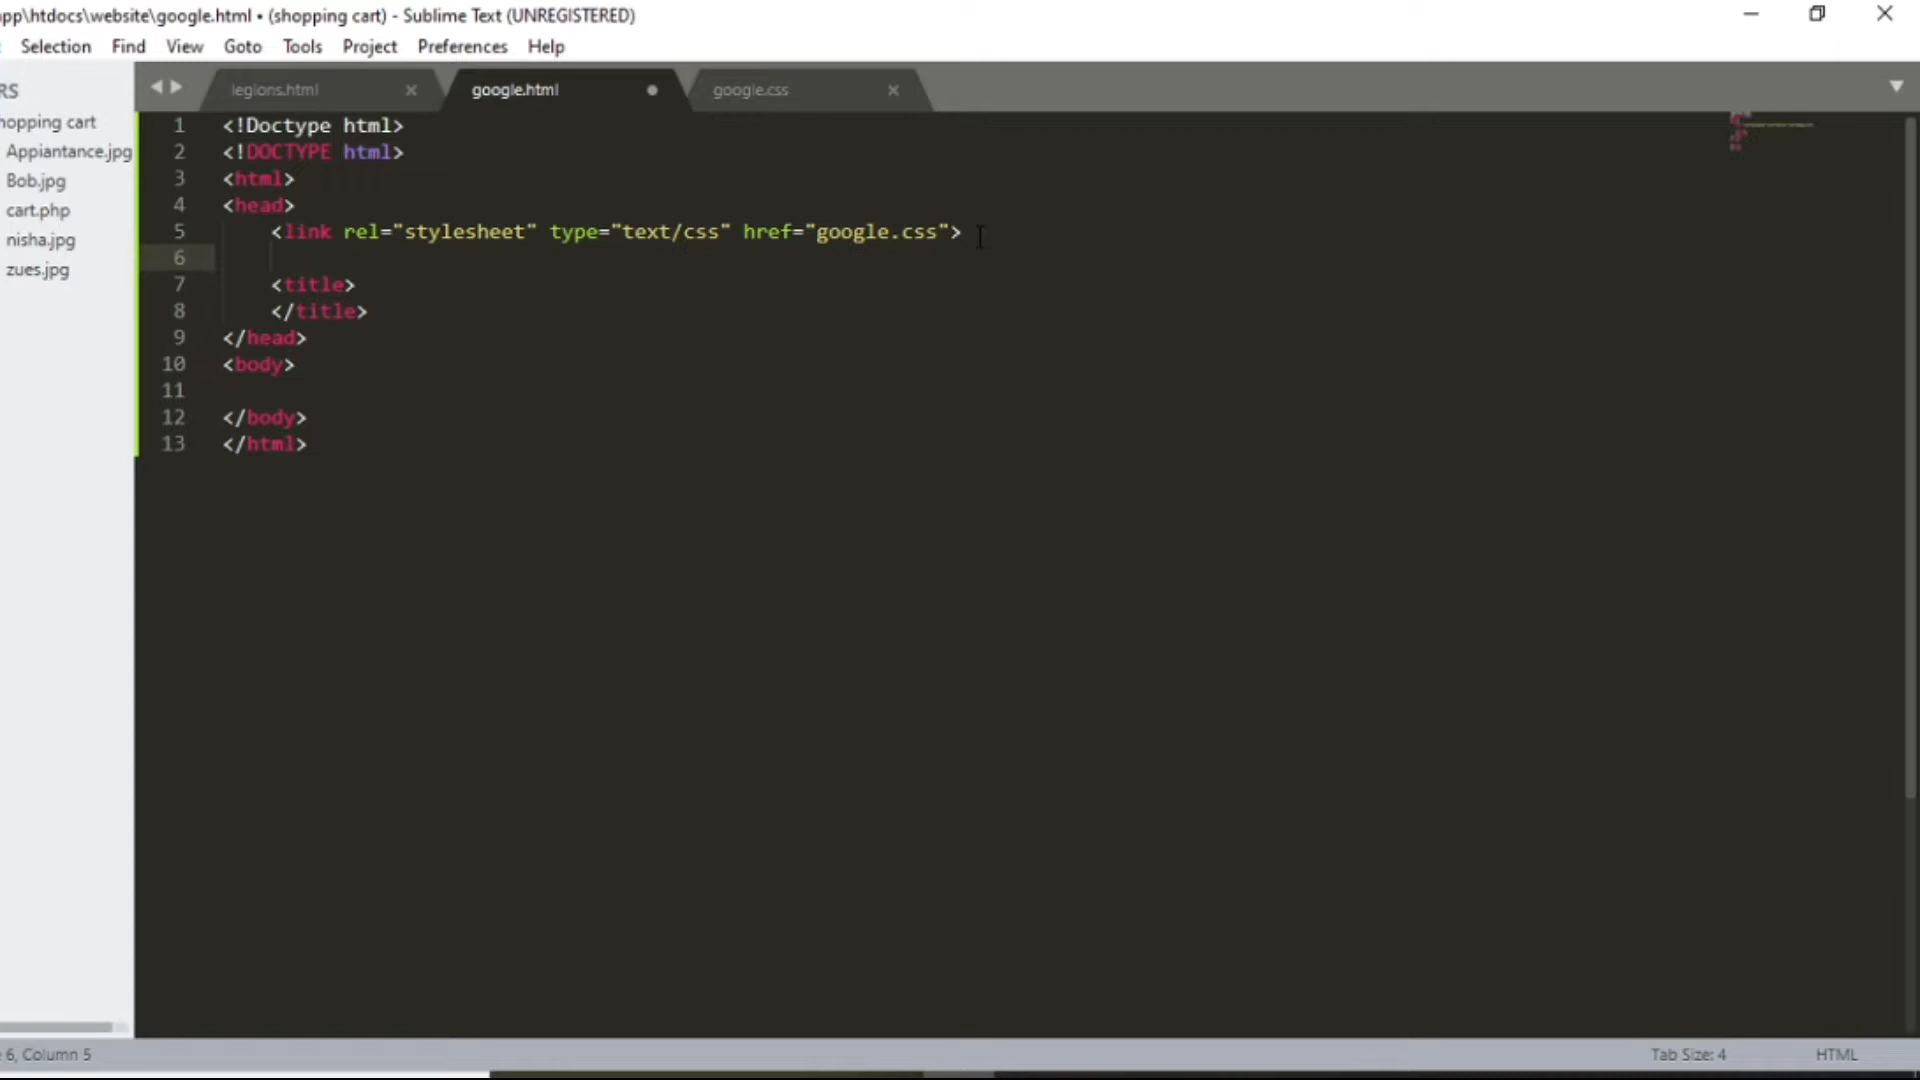 app\htdocs\website\google.html • (shopping cart) - Sublime Text (UNREGISTERED)
Selection Find View Goto Tools Project Preferences Help
RS
hopping cart
Appiantance.jpg
Bob.jpg
cart.php
nisha.jpg
zues.jpg
legions.html google.html google.css
1 <!Doctype html>
2 <!DOCTYPE html>
3 <html>
4 <head>
5 <link rel="stylesheet" type="text/css" href="google.css">
6
7 <title>
8 </title>
9 </head>
10 <body>
11
12 </body>
13 </html>
e 6, Column 5 Tab Size: 4 HTML